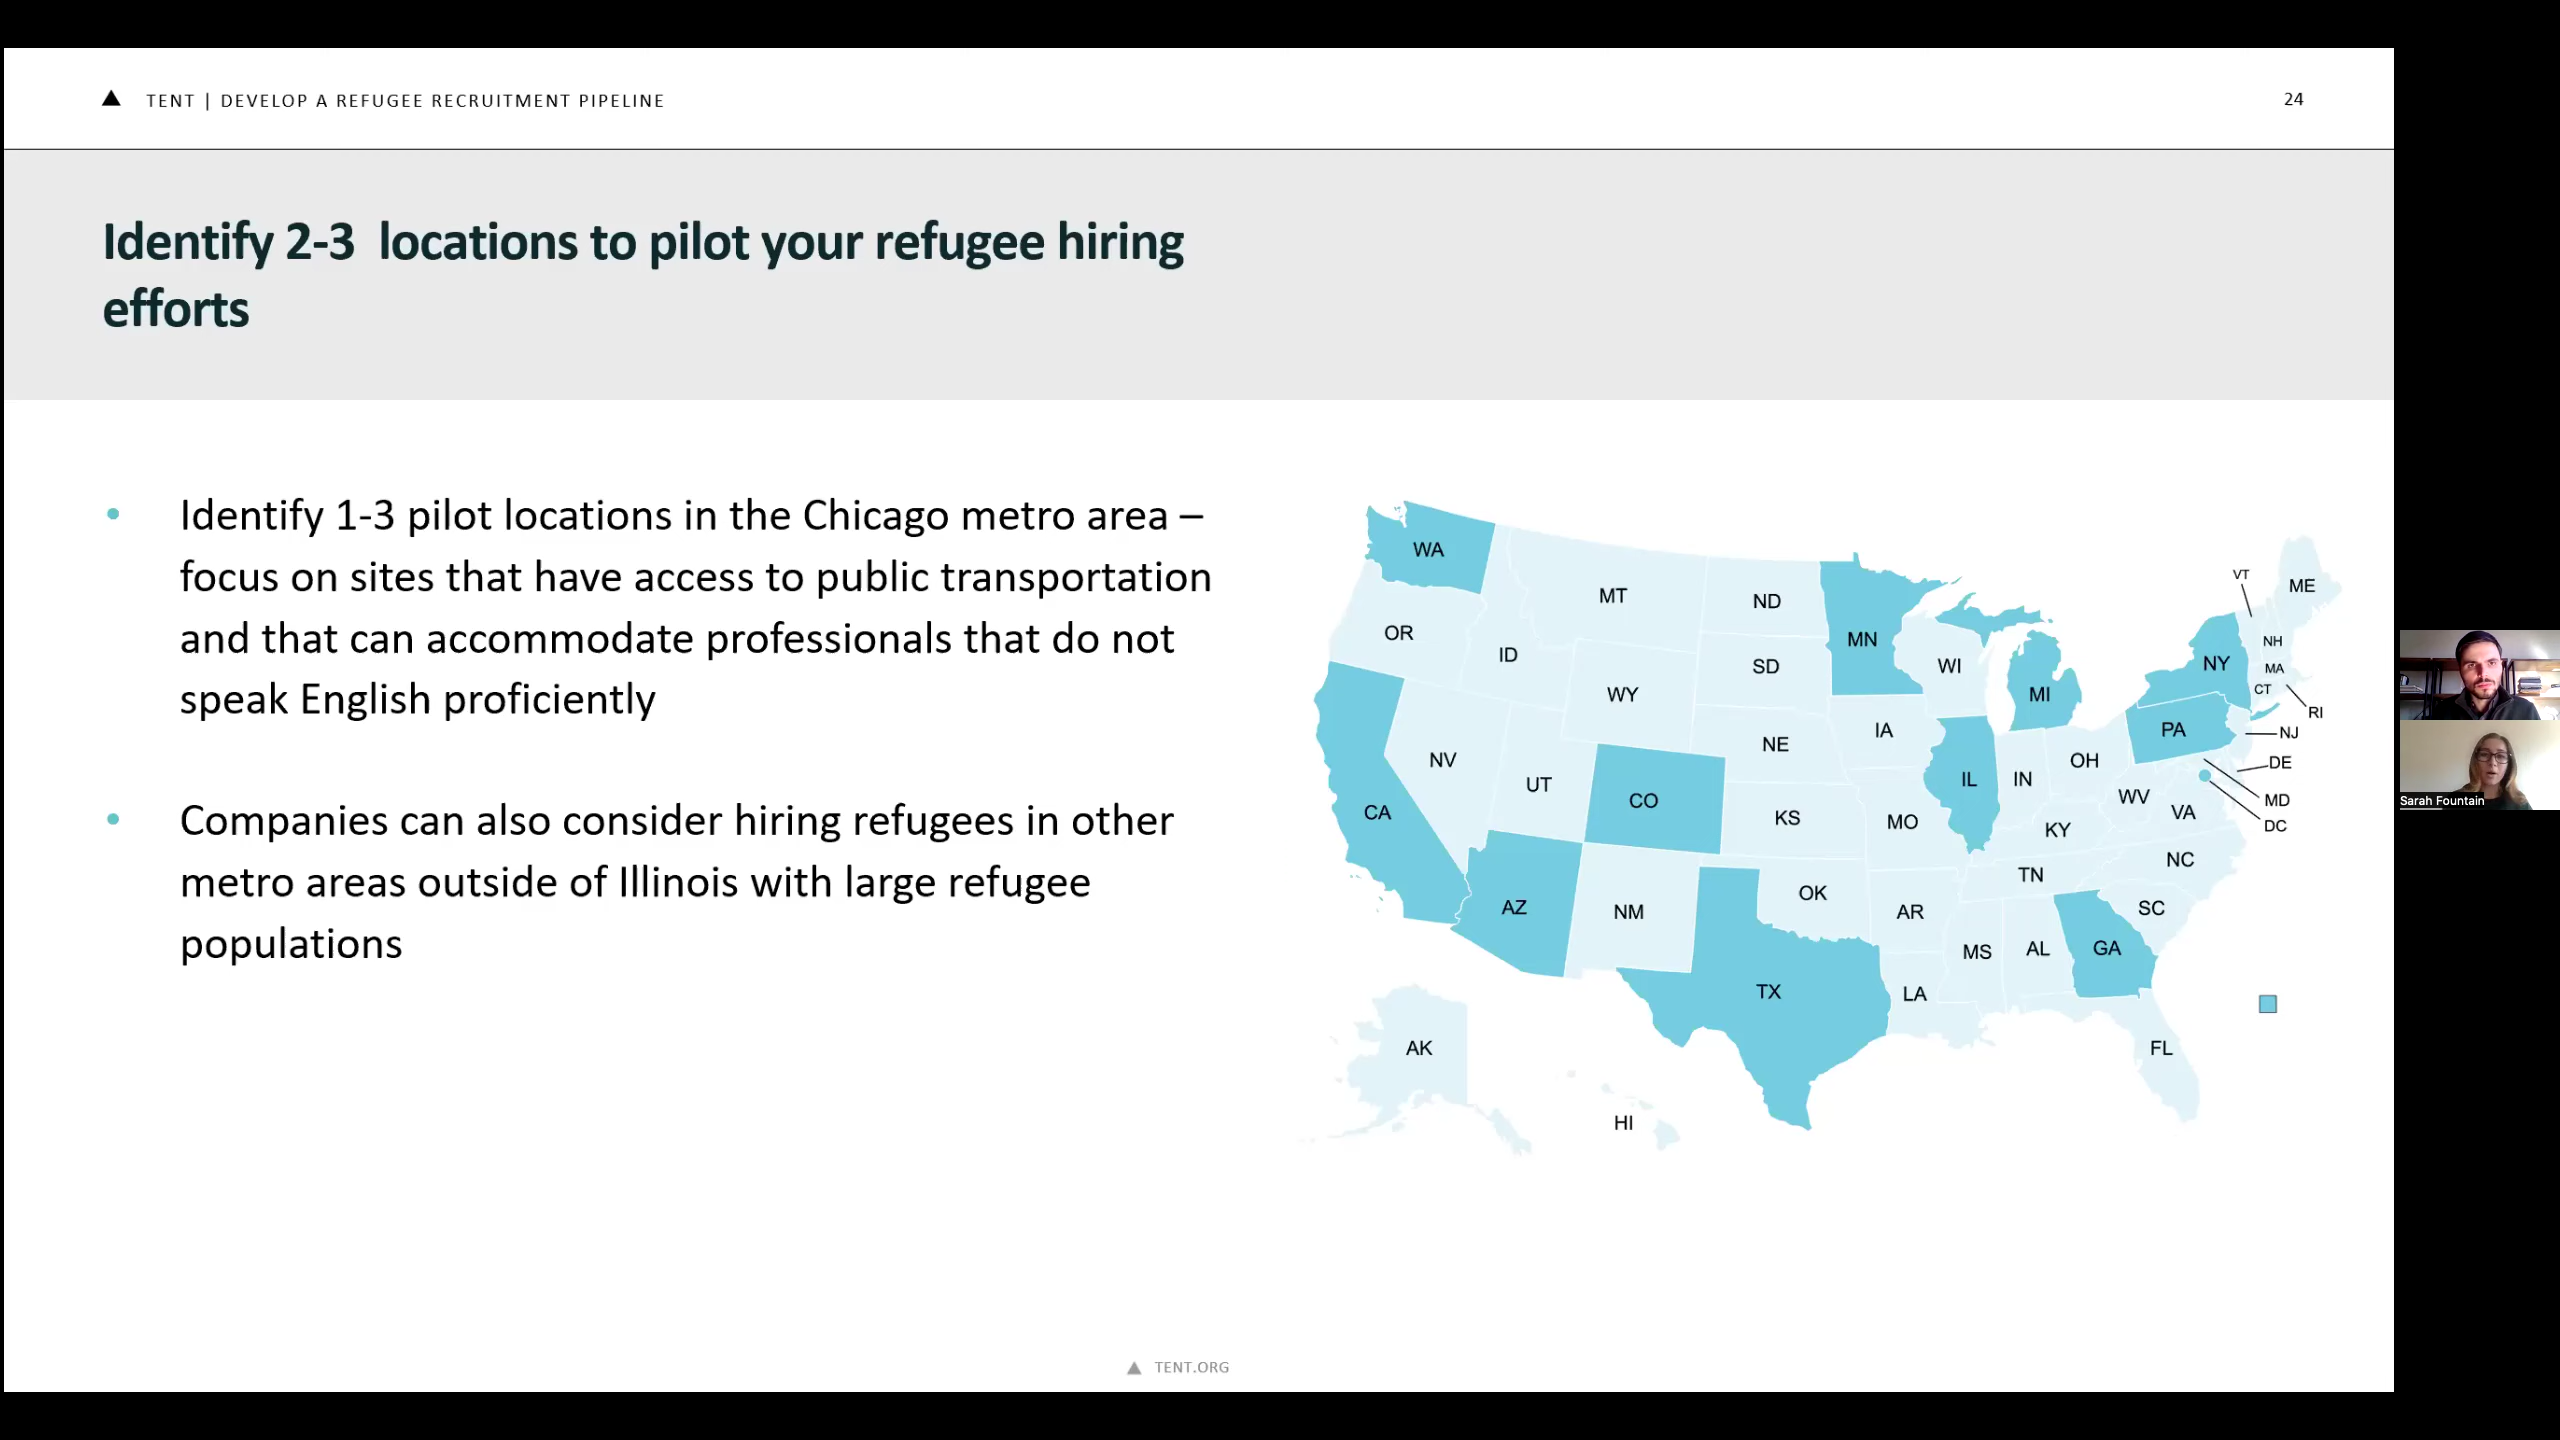 TENT | DEVELOP A REFUGEE RECRUITMENT PIPELINE
24
Identify 2-3 locations to pilot your refugee hiring
efforts
Identify 1-3 pilot locations in the Chicago metro area –
focus on sites that have access to public transportation
and that can accommodate professionals that do not
speak English proficiently
Companies can also consider hiring refugees in other
metro areas outside of Illinois with large refugee
populations
WA
OR
CA
NV
ID
MT
WY
UT
AZ
CO
NM
ND
SD
NE
KS
OK
TX
MN
IA
MO
AR
LA
WI
IL
MI
IN
OH
KY
TN
MS
AL
GA
FL
SC
NC
VA
WV
PA
NY
VT
NH
ME
MA
CT
RI
NJ
DE
MD
DC
AK
HI
Sarah Fountain
TENT.ORG